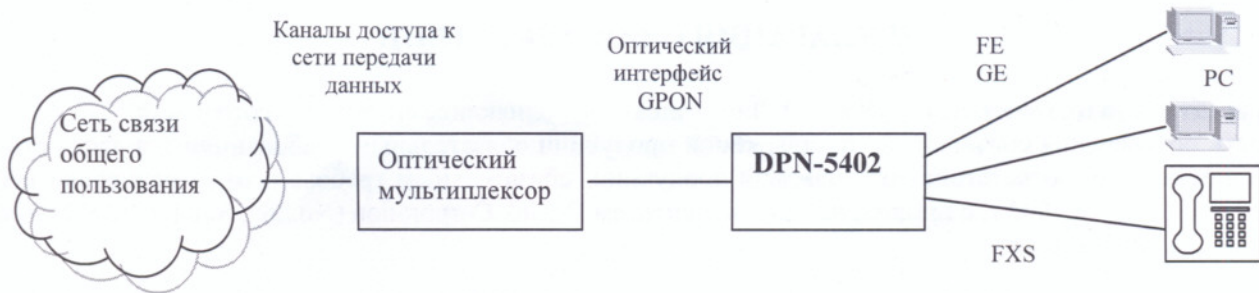 Каналы доступа к
сети передачи
данных
Оптический
интерфейс
GPON
FE
GE
PC
Сеть связи
общего
пользования
Оптический
мультиплексор
DPN-5402
FXS